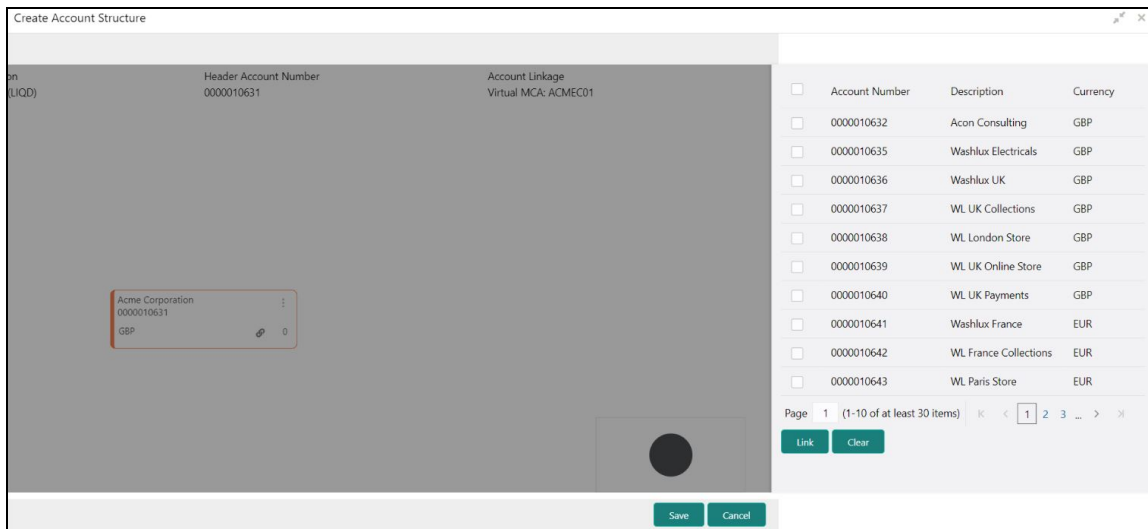 Create Account Structure
on Header Account Number Account Linkage
(LIQD) 0000010631 Virtual MCA: ACMEC01
Acme Corporation
0000010631
GBP 0
Account Number Description Currency
0000010632 Acon Consulting GBP
0000010635 Washlux Electricals GBP
0000010636 Washlux UK GBP
0000010637 WL UK Collections GBP
0000010638 WL London Store GBP
0000010639 WL UK Online Store GBP
0000010640 WL UK Payments GBP
0000010641 Washlux France EUR
0000010642 WL France Collections EUR
0000010643 WL Paris Store EUR
Page 1 (1-10 of at least 30 items) 1 2 3 ...
Link Clear
Save Cancel